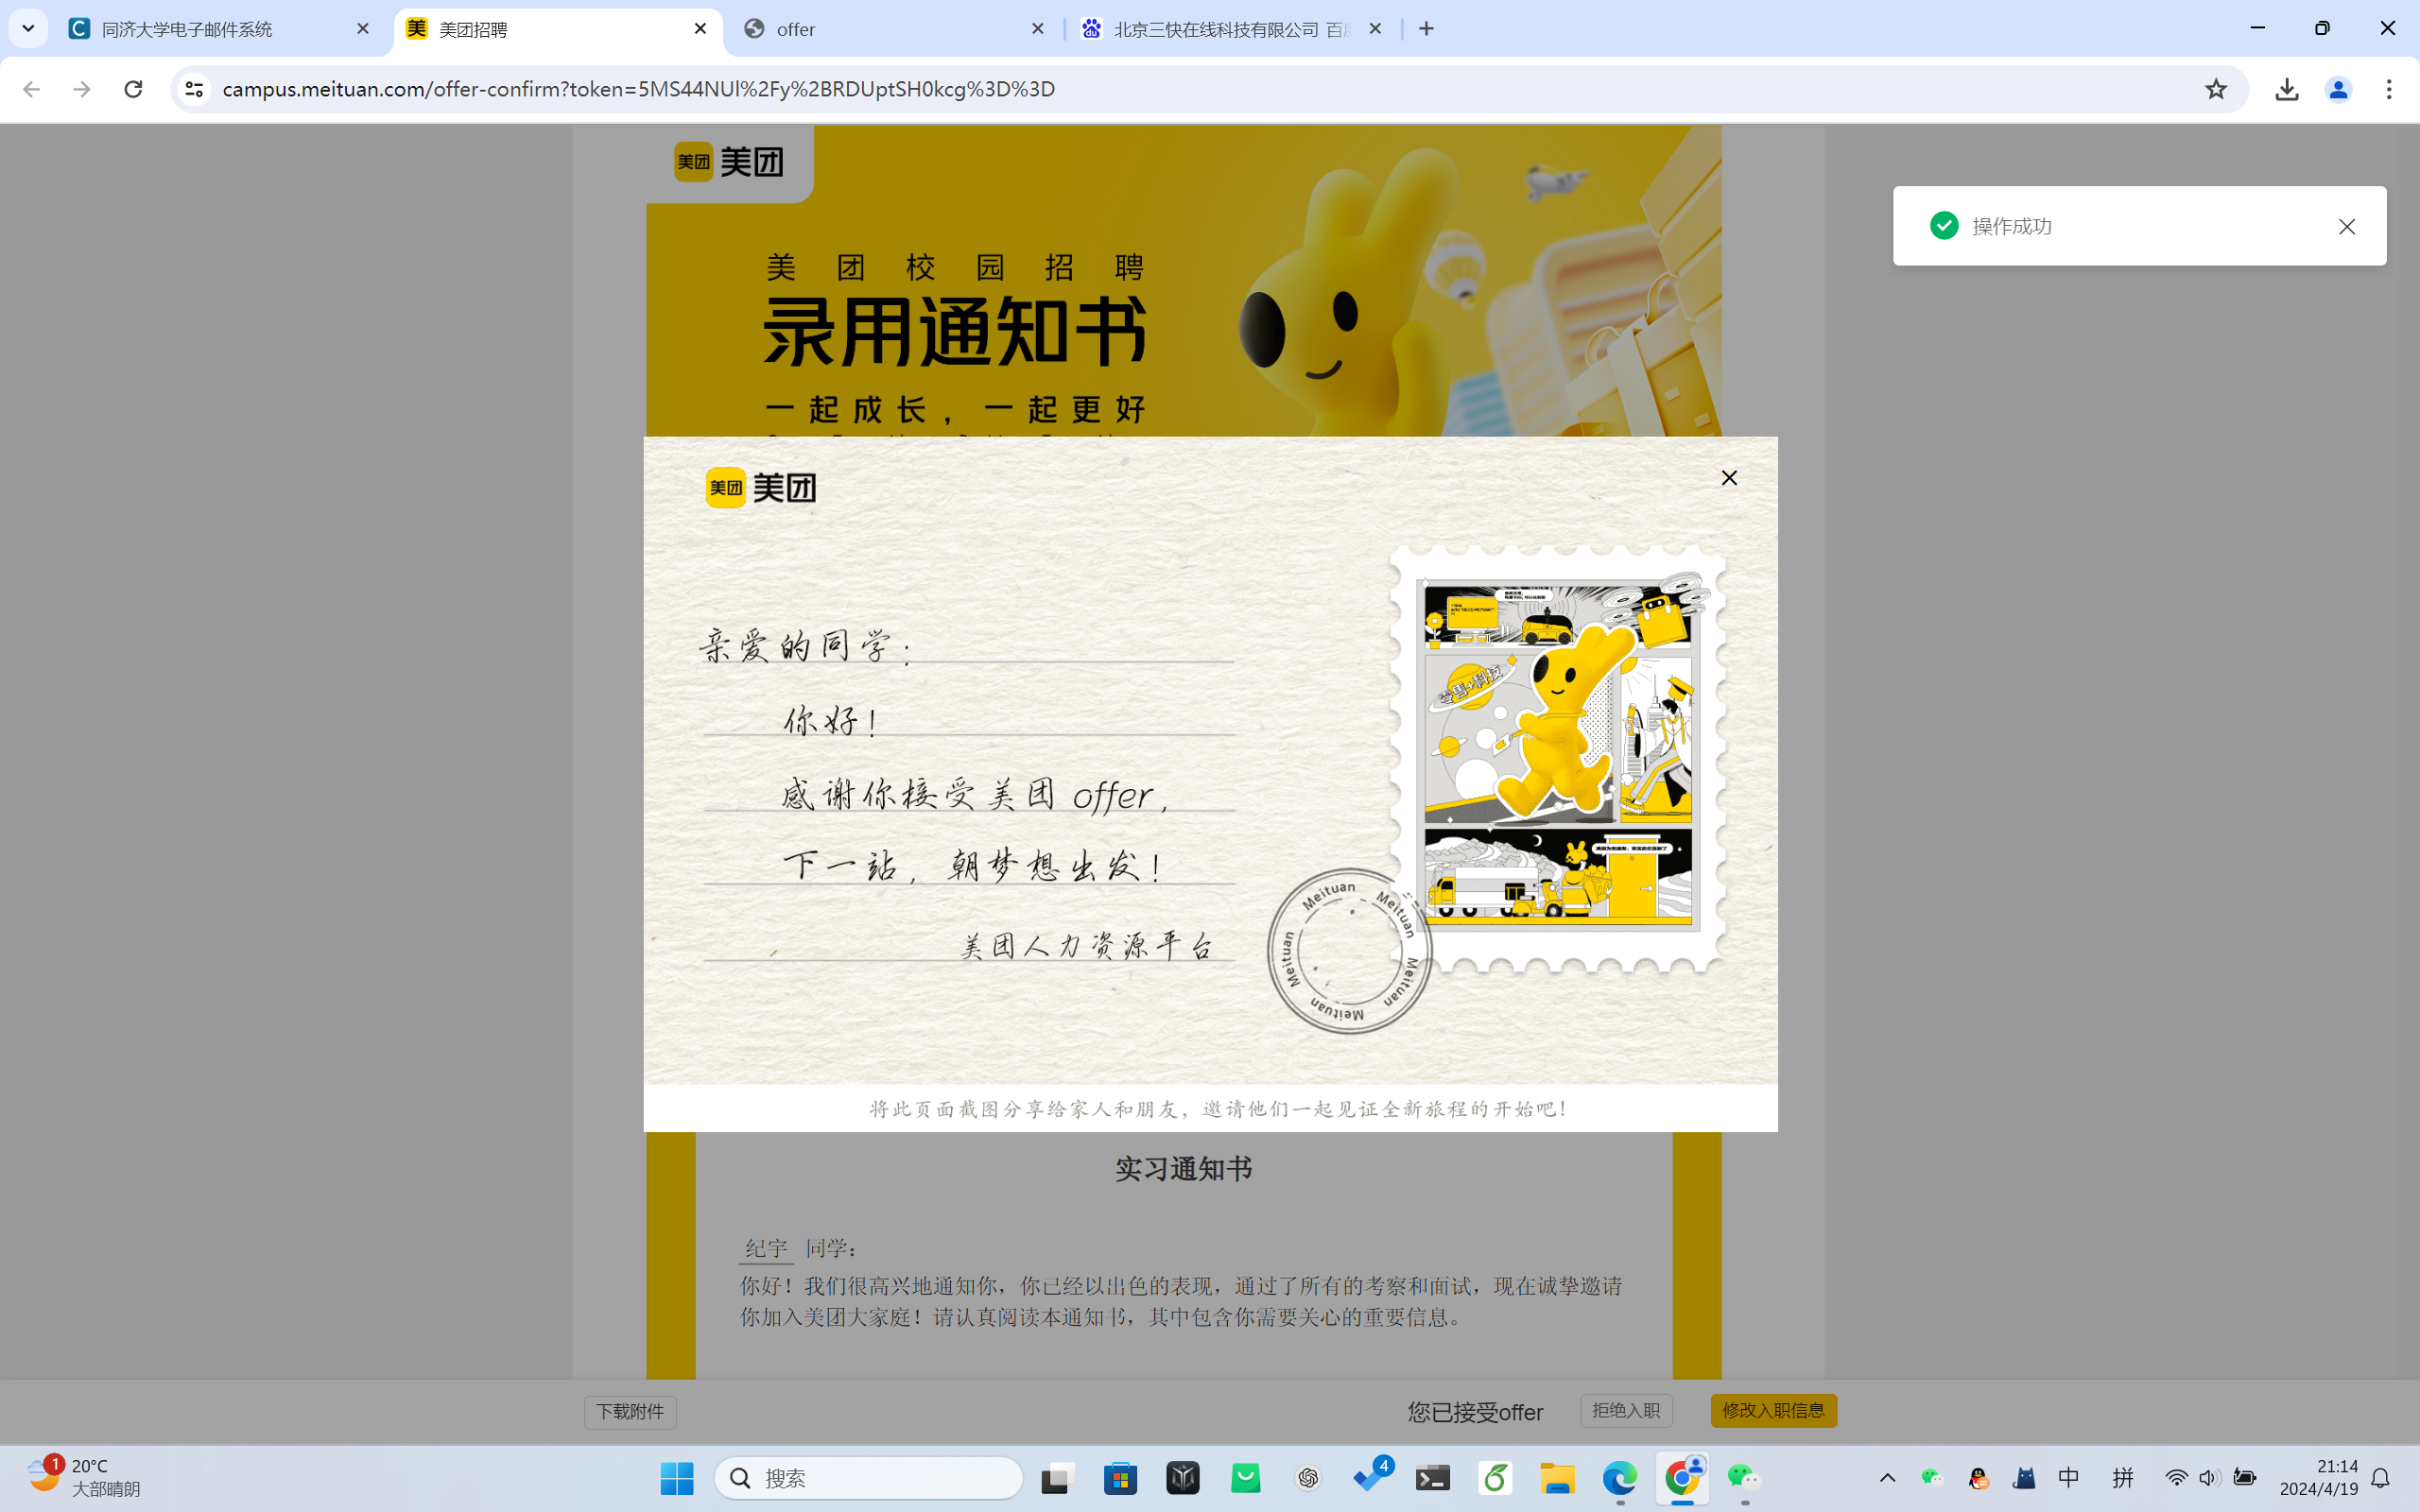 同济大学电子邮件系统
美团招聘
offer
北京三快在线科技有限公司 百度
campus.meituan.com/offer-confirm?token=5MS44NUl%2Fy%2BRDUptSH0kcg%3D%3D
美团 美团
操作成功
美团校园招聘
录用通知书
一起成长，一起更好
美团 美团
亲爱的同学：
你好！
感谢你接受美团 offer，
下一站，朝梦想出发！
美团人力资源平台
零售+科技
Meituan Meituan Meituan Meituan Meituan
将此页面截图分享给家人和朋友，邀请他们一起见证全新旅程的开始吧！
实习通知书
纪宇 同学：
你好！我们很高兴地通知你，你已经以出色的表现，通过了所有的考察和面试，现在诚挚邀请
你加入美团大家庭！请认真阅读本通知书，其中包含你需要关心的重要信息。
下载附件
您已接受offer
拒绝入职
修改入职信息
1
20°C
大部晴朗
搜索
4
中
拼
21:14
2024/4/19